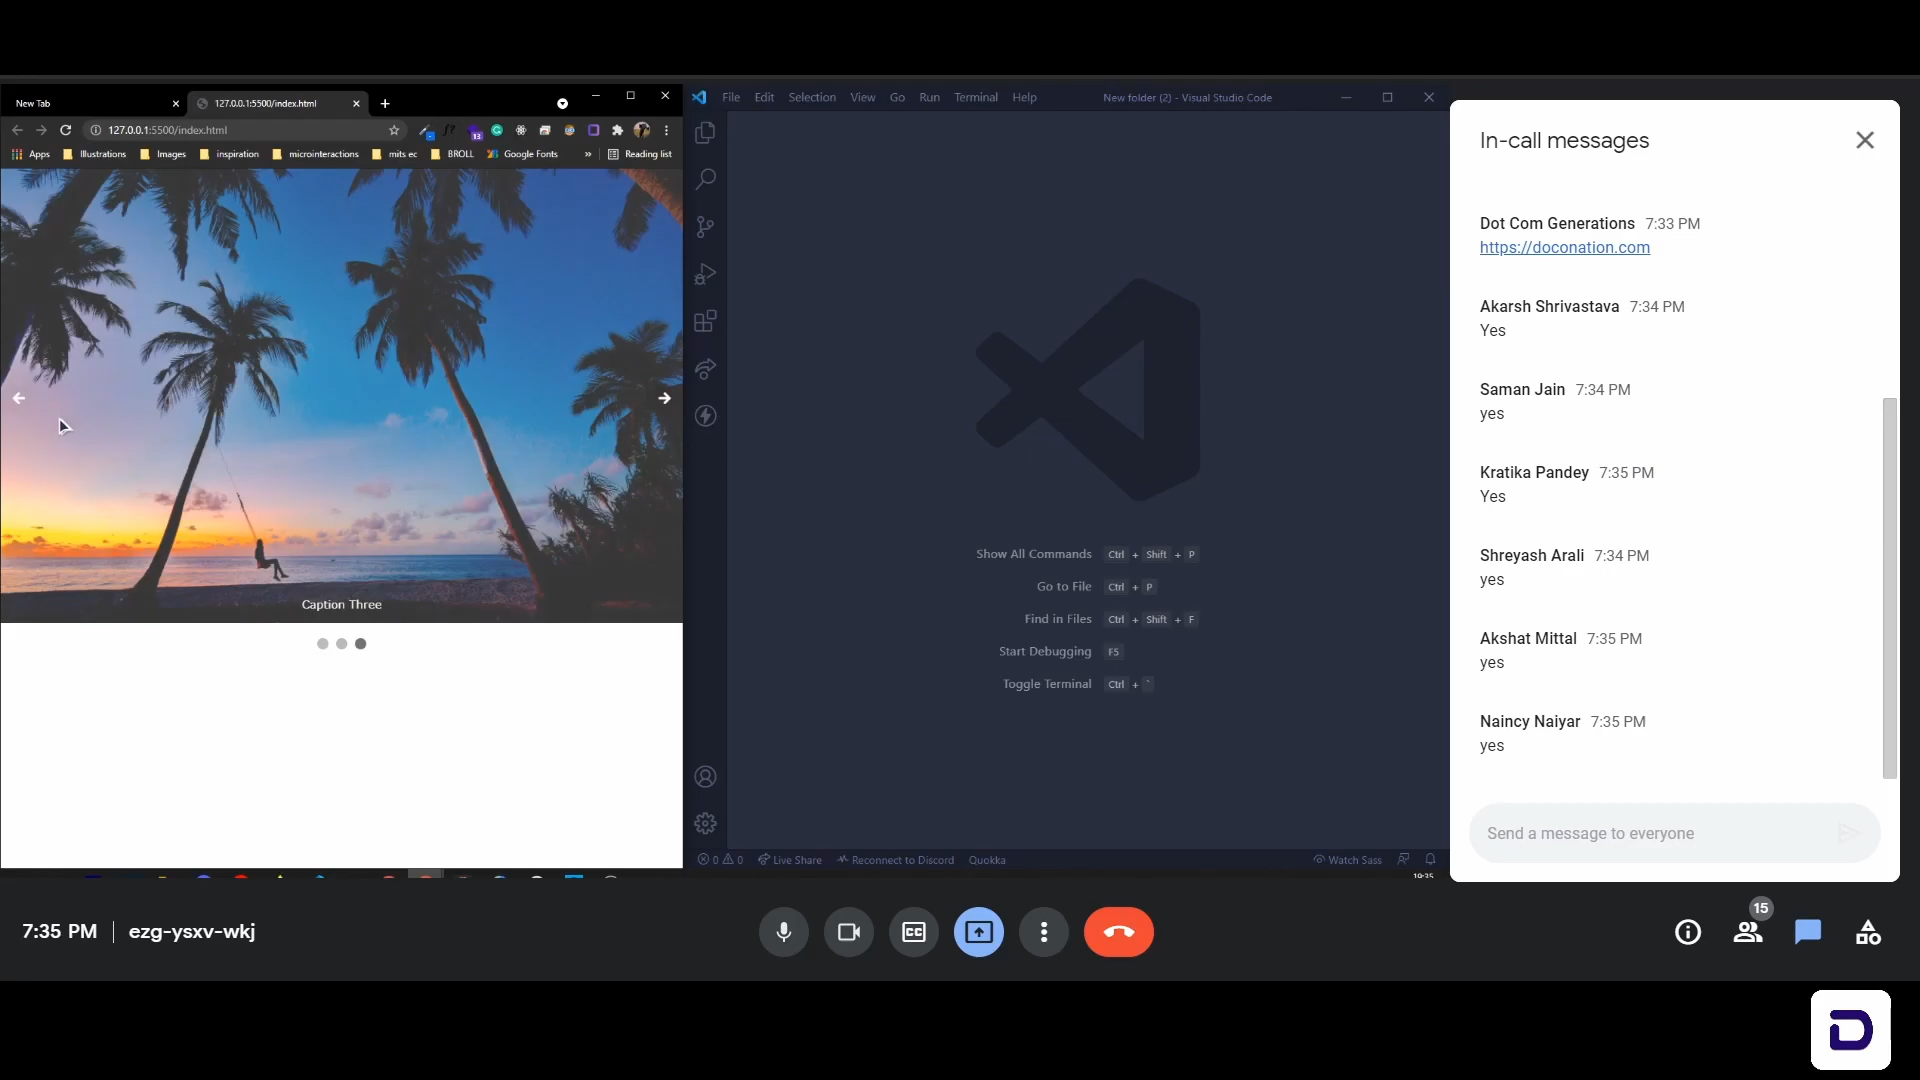 New Tab
127.0.0.1:5500/index.html
127.0.0.1:5500/index.html
13
Apps
Illustrations
Images
inspiration
microinteractions
mits ec
BROLL
Google Fonts
»
Reading list
Caption Three
File Edit Selection View Go Run Terminal Help
New folder (2) - Visual Studio Code
Show All Commands Ctrl + Shift + P
Go to File Ctrl + P
Find in Files Ctrl + Shift + F
Start Debugging F5
Toggle Terminal Ctrl + `
0 0 Live Share Reconnect to Discord Quokka
Watch Sass
19:35
In-call messages
Dot Com Generations 7:33 PM
https://doconation.com
Akarsh Shrivastava 7:34 PM
Yes
Saman Jain 7:34 PM
yes
Kratika Pandey 7:35 PM
Yes
Shreyash Arali 7:34 PM
yes
Akshat Mittal 7:35 PM
yes
Naincy Naiyar 7:35 PM
yes
Send a message to everyone
7:35 PM | ezg-ysxv-wkj
CC
15
D